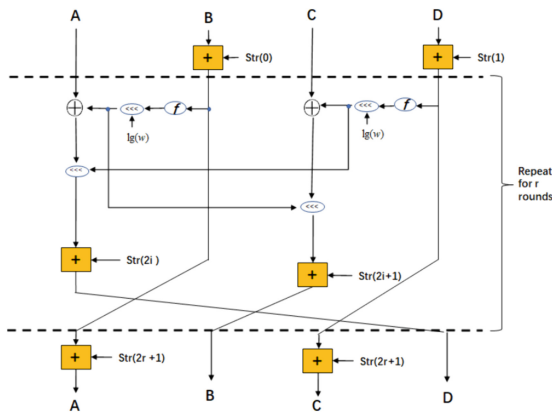 A B C D
+ Str(0) + Str(1)
<<< f <<< f
lg(w) lg(w)
<<<
<<<
Repeat
for r
rounds
+ Str(2i )
+ Str(2i+1)
+ Str(2r +1) + Str(2r+1)
B D
A C